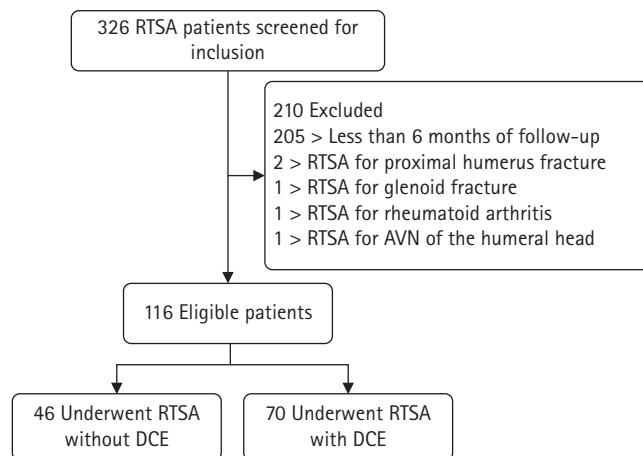 326 RTSA patients screened for
inclusion
210 Excluded
205 > Less than 6 months of follow-up
2 > RTSA for proximal humerus fracture
1 > RTSA for glenoid fracture
1 > RTSA for rheumatoid arthritis
1 > RTSA for AVN of the humeral head
116 Eligible patients
46 Underwent RTSA
without DCE
70 Underwent RTSA
with DCE